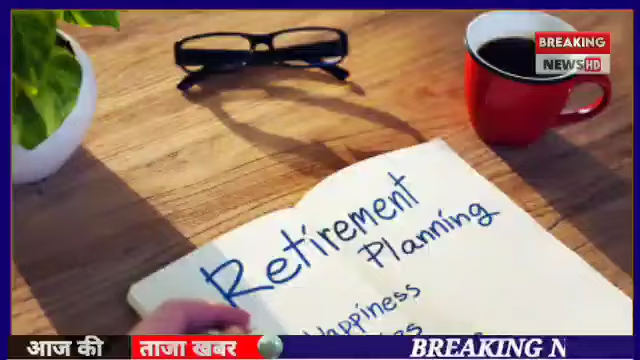 BREAKING
NEWS HD
Retirement
Planning
Happiness
आज की
ताजा खबर
BREAKING N